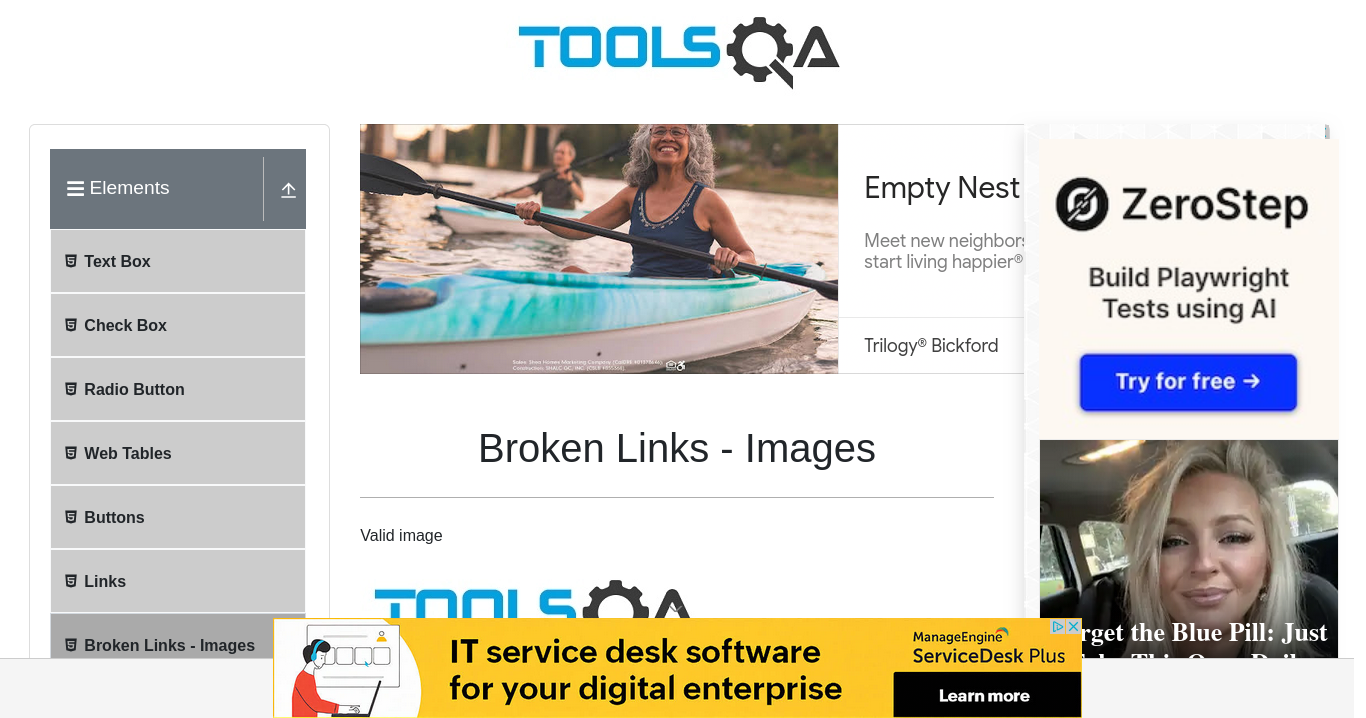 TOOLSQA
Elements
Text Box
Check Box
Radio Button
Web Tables
Buttons
Links
Broken Links - Images
Empty Nest
Meet new neighbors
start living happier®
Trilogy® Bickford
ZeroStep
Build Playwright
Tests using AI
Try for free →
Broken Links - Images
Valid image
TOOLSQA
rget the Blue Pill: Just
IT service desk software
for your digital enterprise
ManageEngine
ServiceDesk Plus
Learn more